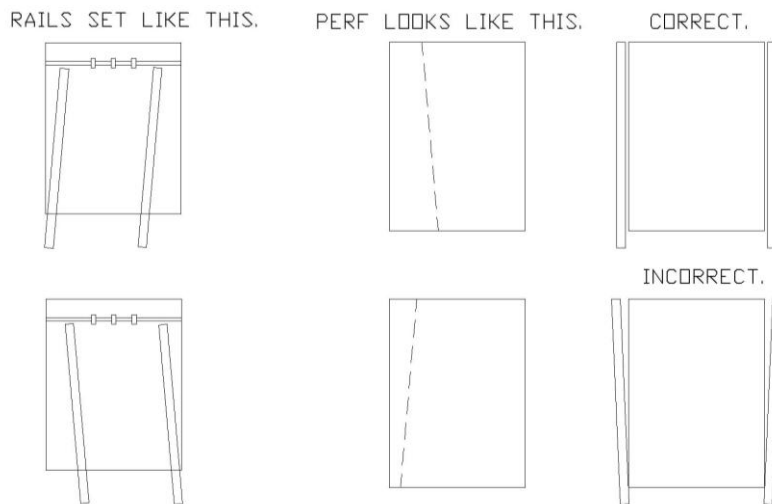 RAILS SET LIKE THIS.
PERF LOOKS LIKE THIS.
CORRECT.
INCORRECT.